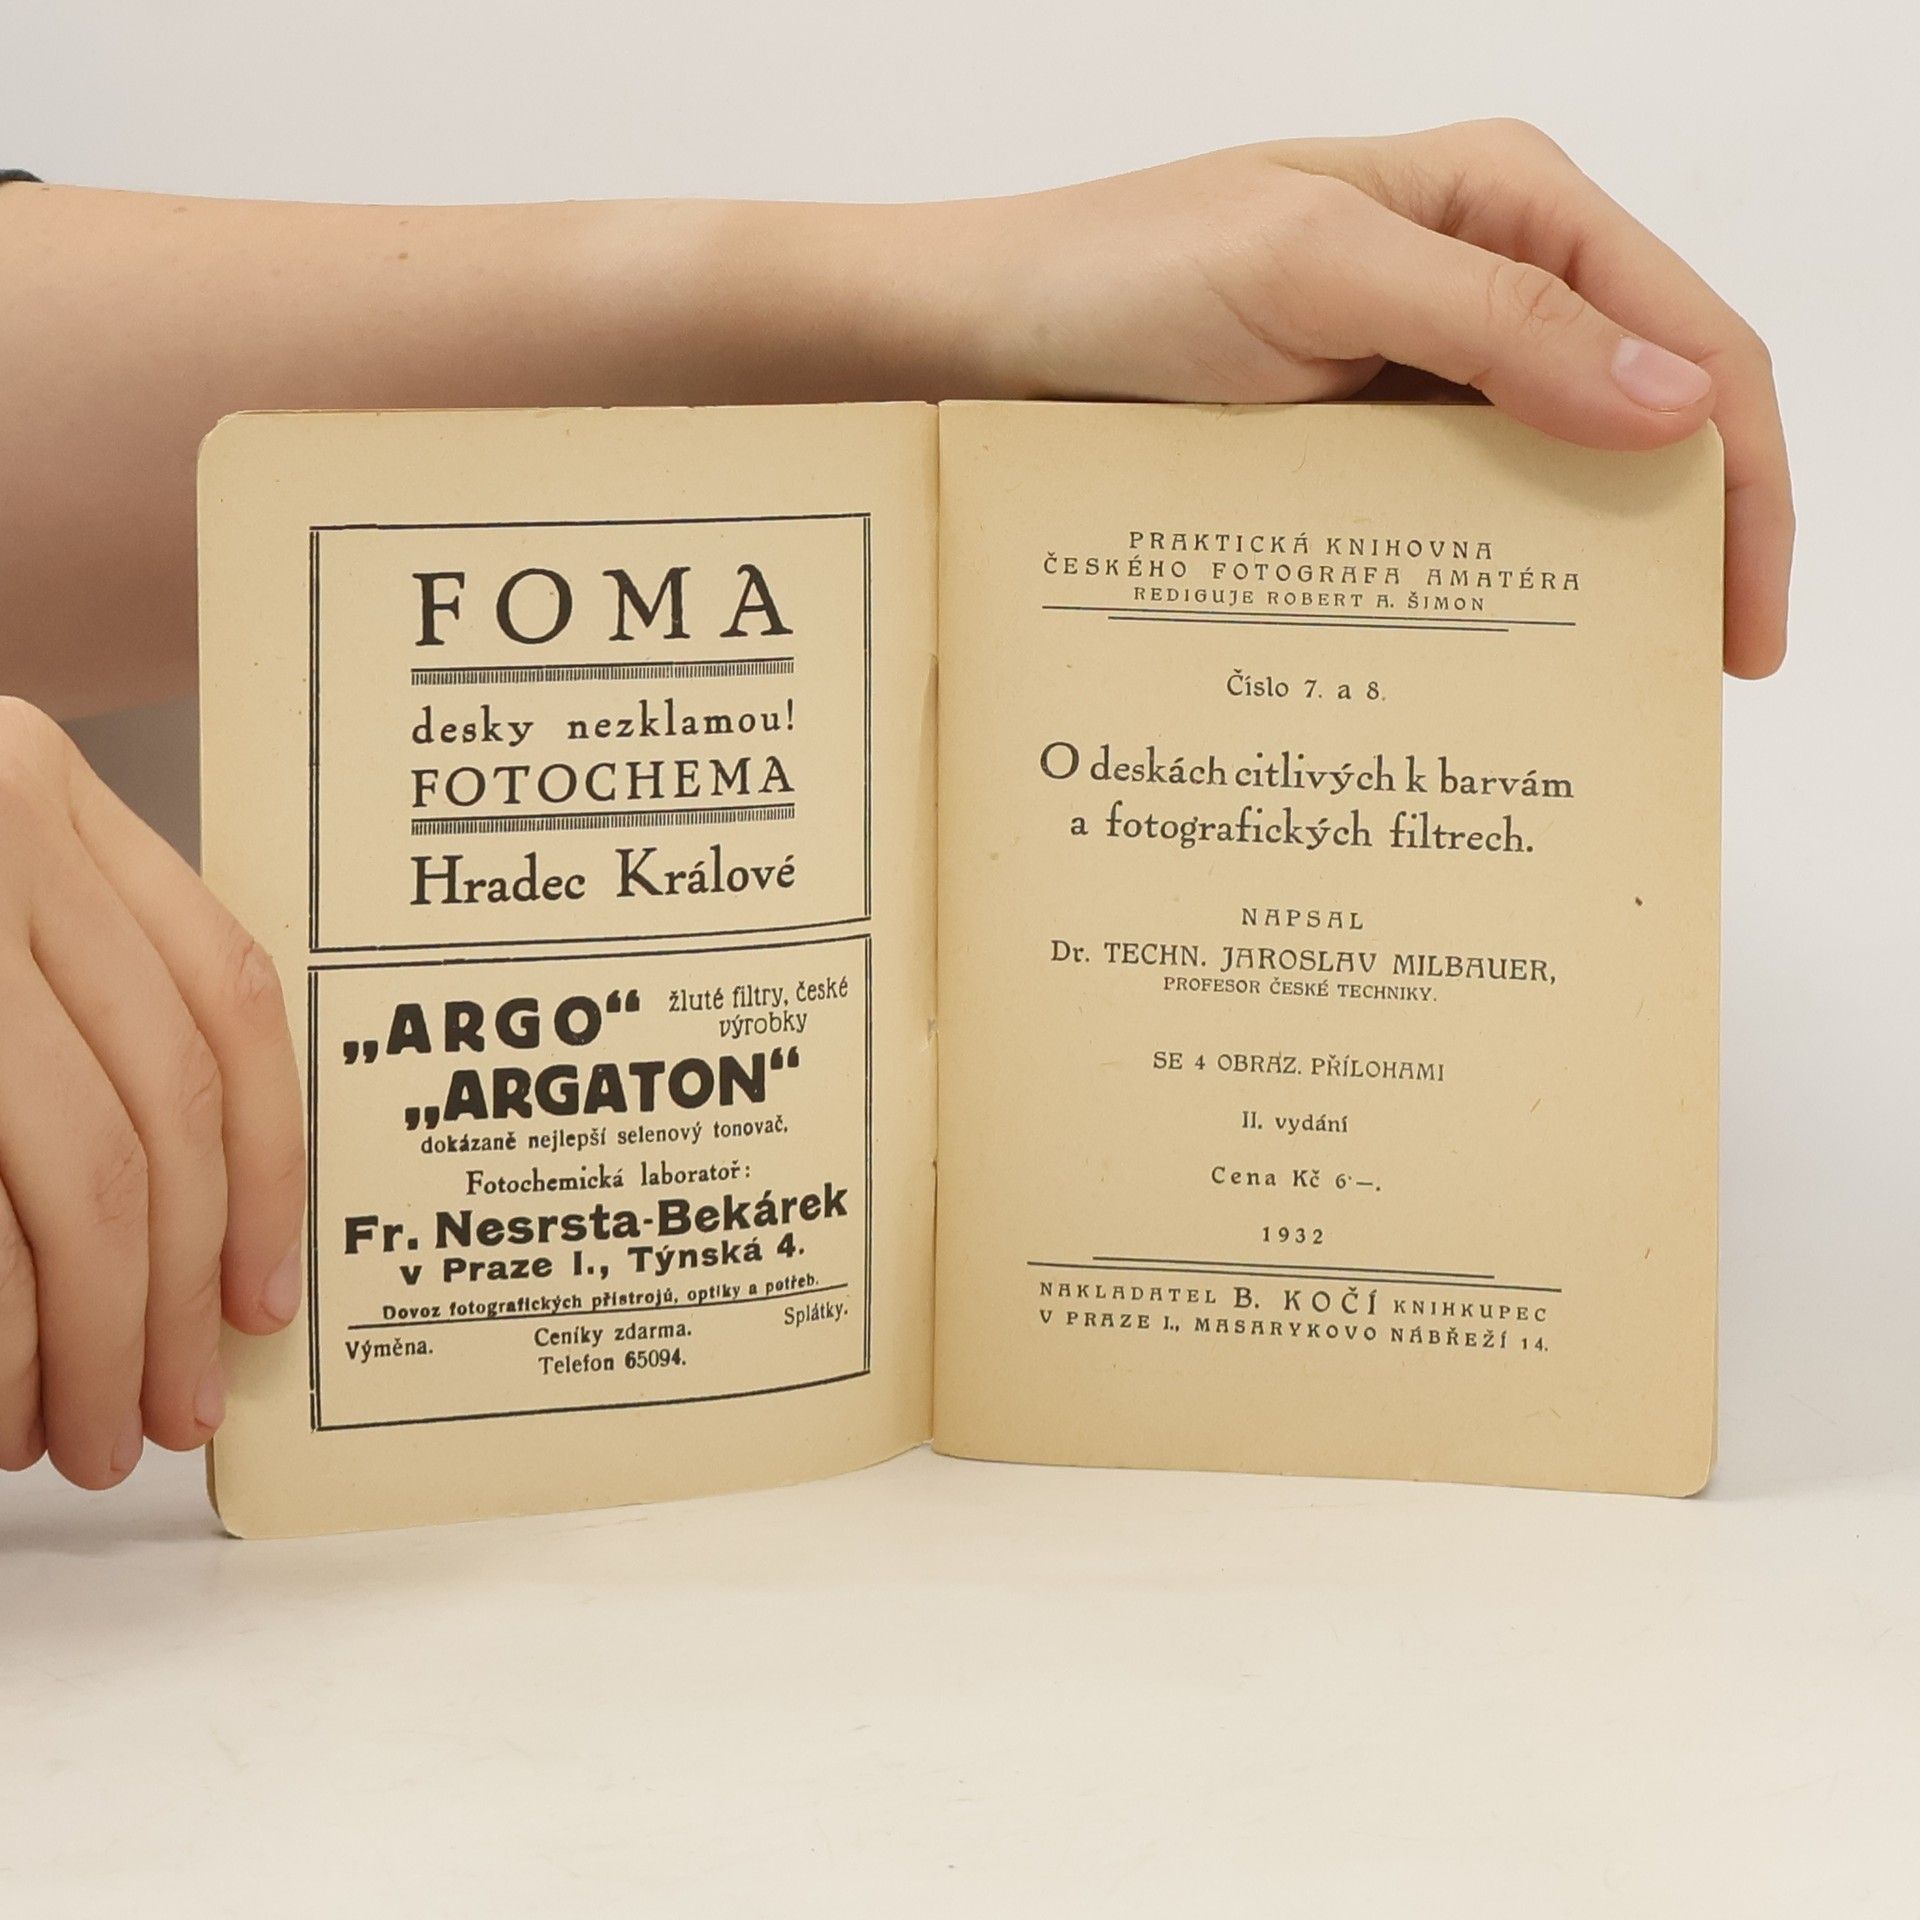 FOMA
desky nezklamou!
FOTOCHEMA
Hradec Králové
„ARGO“ žluté filtry, české
výrobky
„ARGATON“
dokázaně nejlepší selenový tonovač.
Fotochemická laboratoř:
Fr. Nesrsta-Bekárek
v Praze I., Týnská 4.
Dovoz fotografických přístrojů, optiky a potřeb.
Výměna. Ceníky zdarma. Splátky.
Telefon 65094.
PRAKTICKÁ KNIHOVNA
ČESKÉHO FOTOGRAFA AMATÉRA
REDIGUJE ROBERT A. ŠIMON
Číslo 7. a 8.
O deskách citlivých k barvám
a fotografických filtrech.
NAPSAL
Dr. TECHN. JAROSLAV MILBAUER,
PROFESOR ČESKÉ TECHNIKY.
SE 4 OBRAZ. PŘÍLOHAMI
II. vydání
Cena Kč 6·—.
1932
NAKLADATEL B. KOČÍ KNIHKUPEC
V PRAZE I., MASARYKOVO NÁBŘEŽÍ 14.